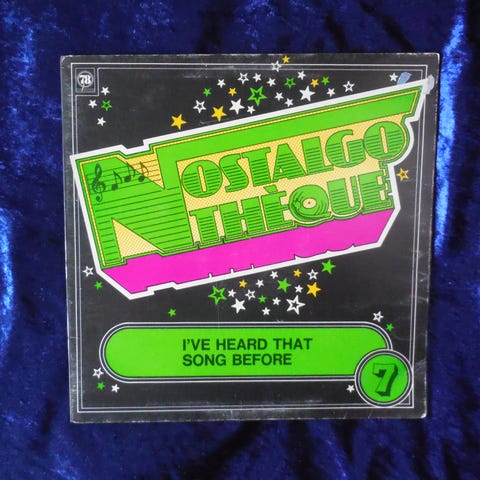 78
NOSTALGO
THÈQUE
I'VE HEARD THAT
SONG BEFORE
7